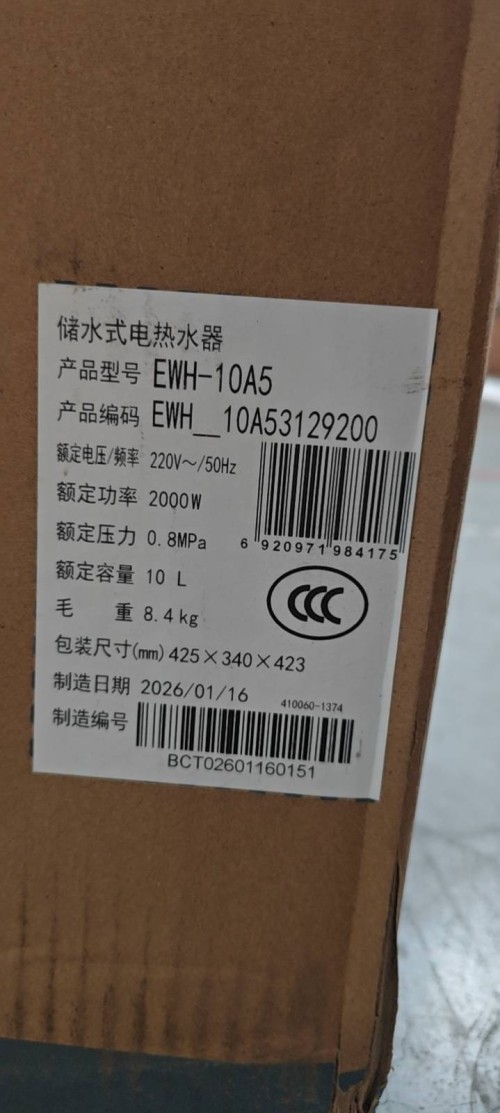 储水式电热水器
产品型号 EWH-10A5
产品编码 EWH__10A53129200
额定电压/频率 220V～/50Hz
额定功率 2000W
额定压力 0.8MPa
6 920971 984175
额定容量 10 L
CCC
毛 重 8.4kg
包装尺寸(mm) 425×340×423
制造日期 2026/01/16
410060-1374
制造编号
BCT02601160151